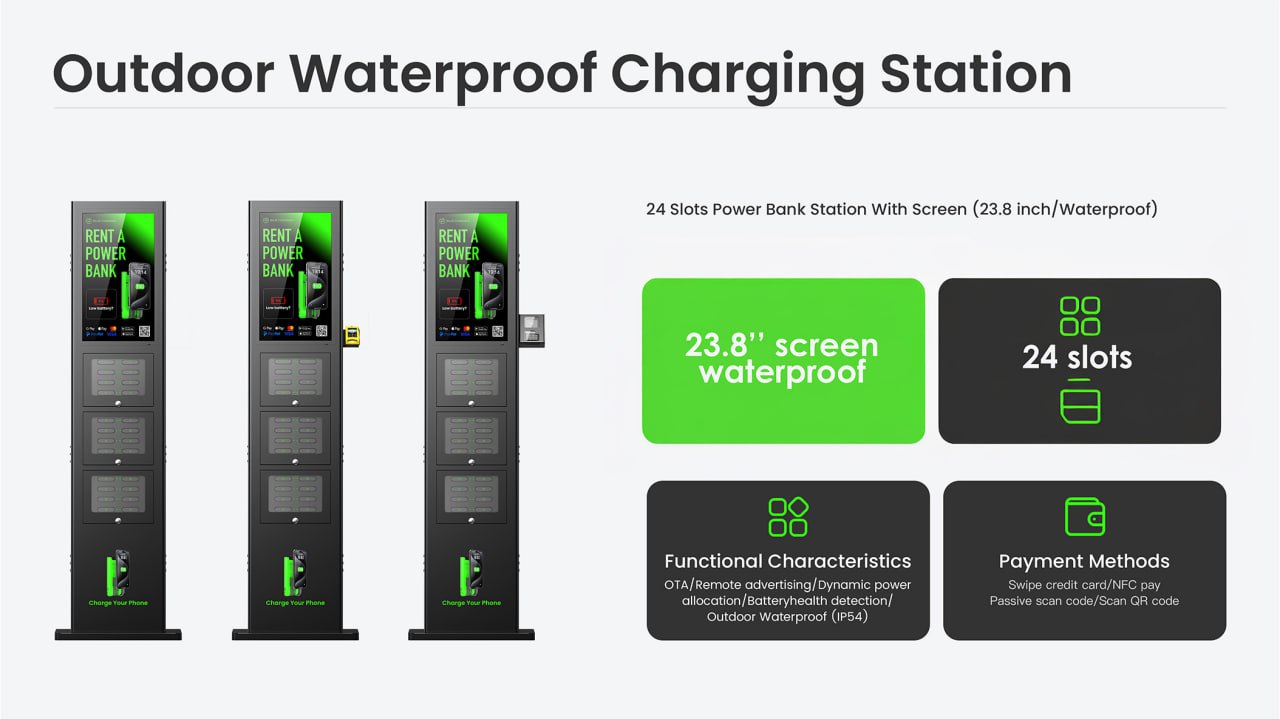 Outdoor Waterproof Charging Station
RENT A
POWER
BANK
Low battery?
Charge Your Phone
RENT A
POWER
BANK
Low battery?
Charge Your Phone
RENT A
POWER
BANK
Low battery?
Charge Your Phone
24 Slots Power Bank Station With Screen (23.8 inch/Waterproof)
23.8’’ screen
waterproof
24 slots
Functional Characteristics
OTA/Remote advertising/Dynamic power
allocation/Batteryhealth detection/
Outdoor Waterproof (IP54)
Payment Methods
Swipe credit card/NFC pay
Passive scan code/Scan QR code